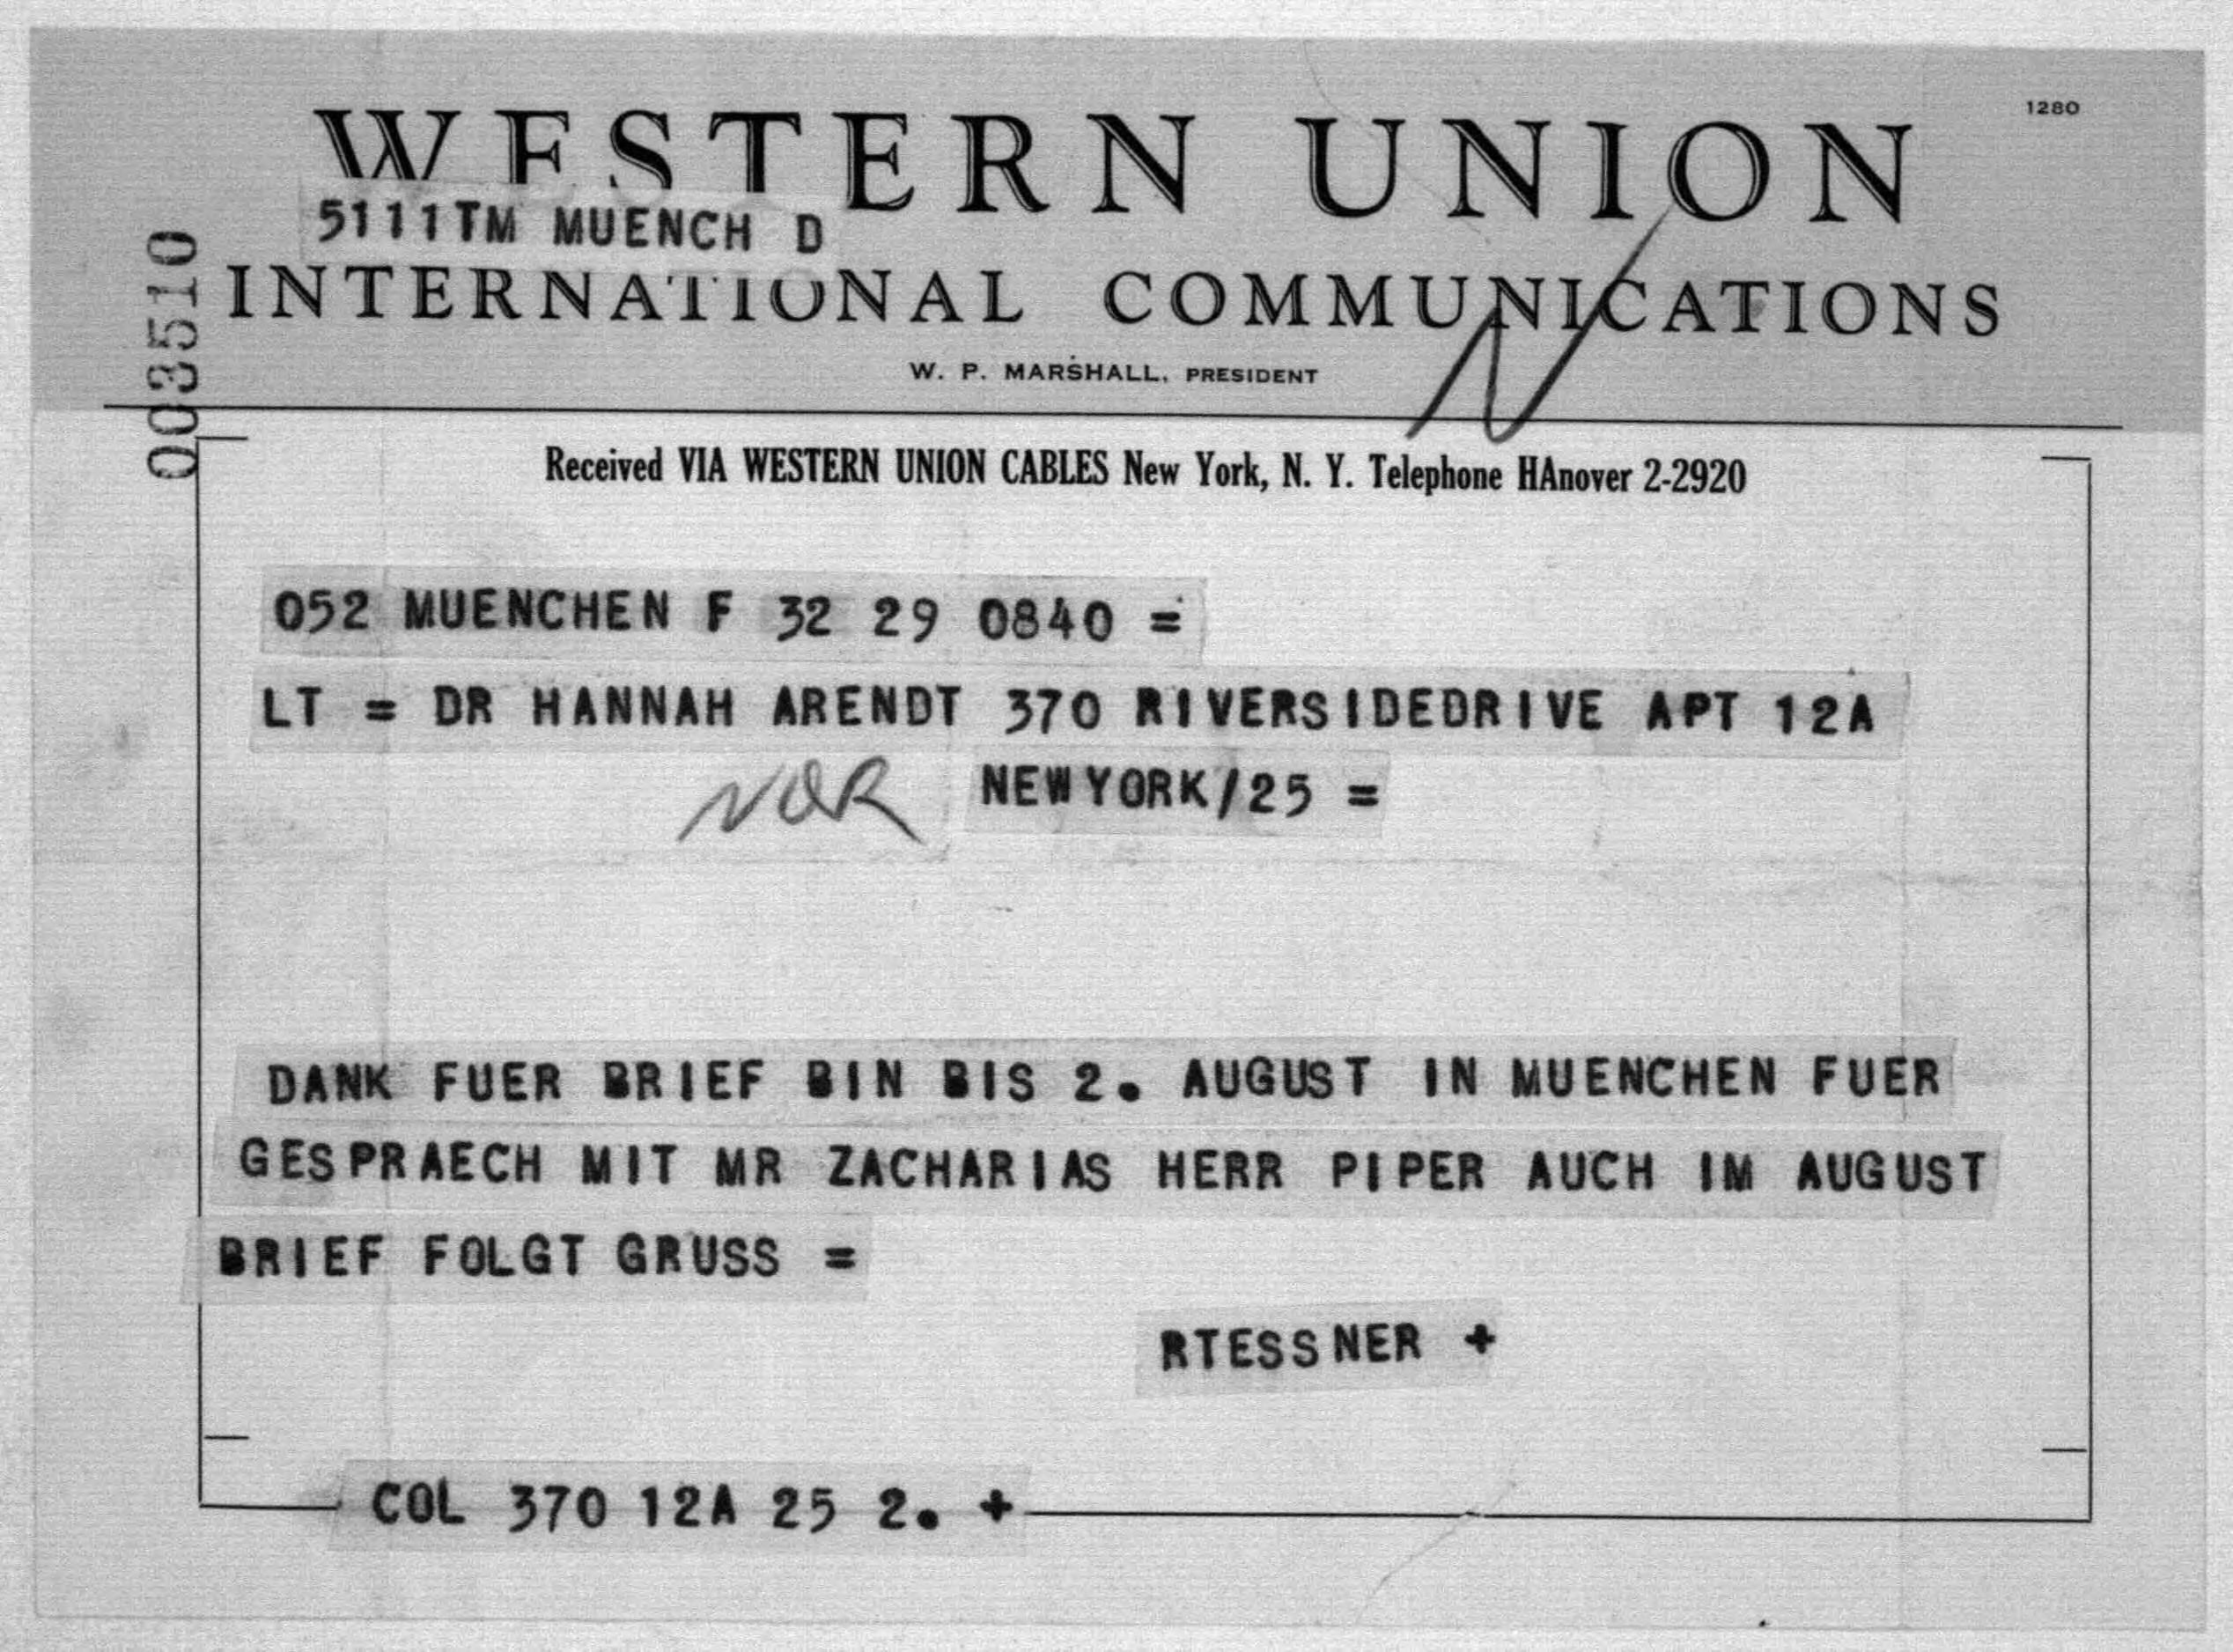 1280
WESTERN UNION
5111TM MUENCH D
INTERNATIONAL COMMUNICATIONS
W. P. MARSHALL, PRESIDENT
003510
N
Received VIA WESTERN UNION CABLES New York, N. Y. Telephone HAnover 2-2920
052 MUENCHEN F 32 29 0840 =
LT = DR HANNAH ARENDT 370 RIVERSIDEDRIVE APT 12A
NEWYORK/25 =
DANK FUER BRIEF BIN BIS 2. AUGUST IN MUENCHEN FUER
GESPRAECH MIT MR ZACHARIAS HERR PIPER AUCH IM AUGUST
BRIEF FOLGT GRUSS =
RTESSNER +
COL 370 12A 25 2. +